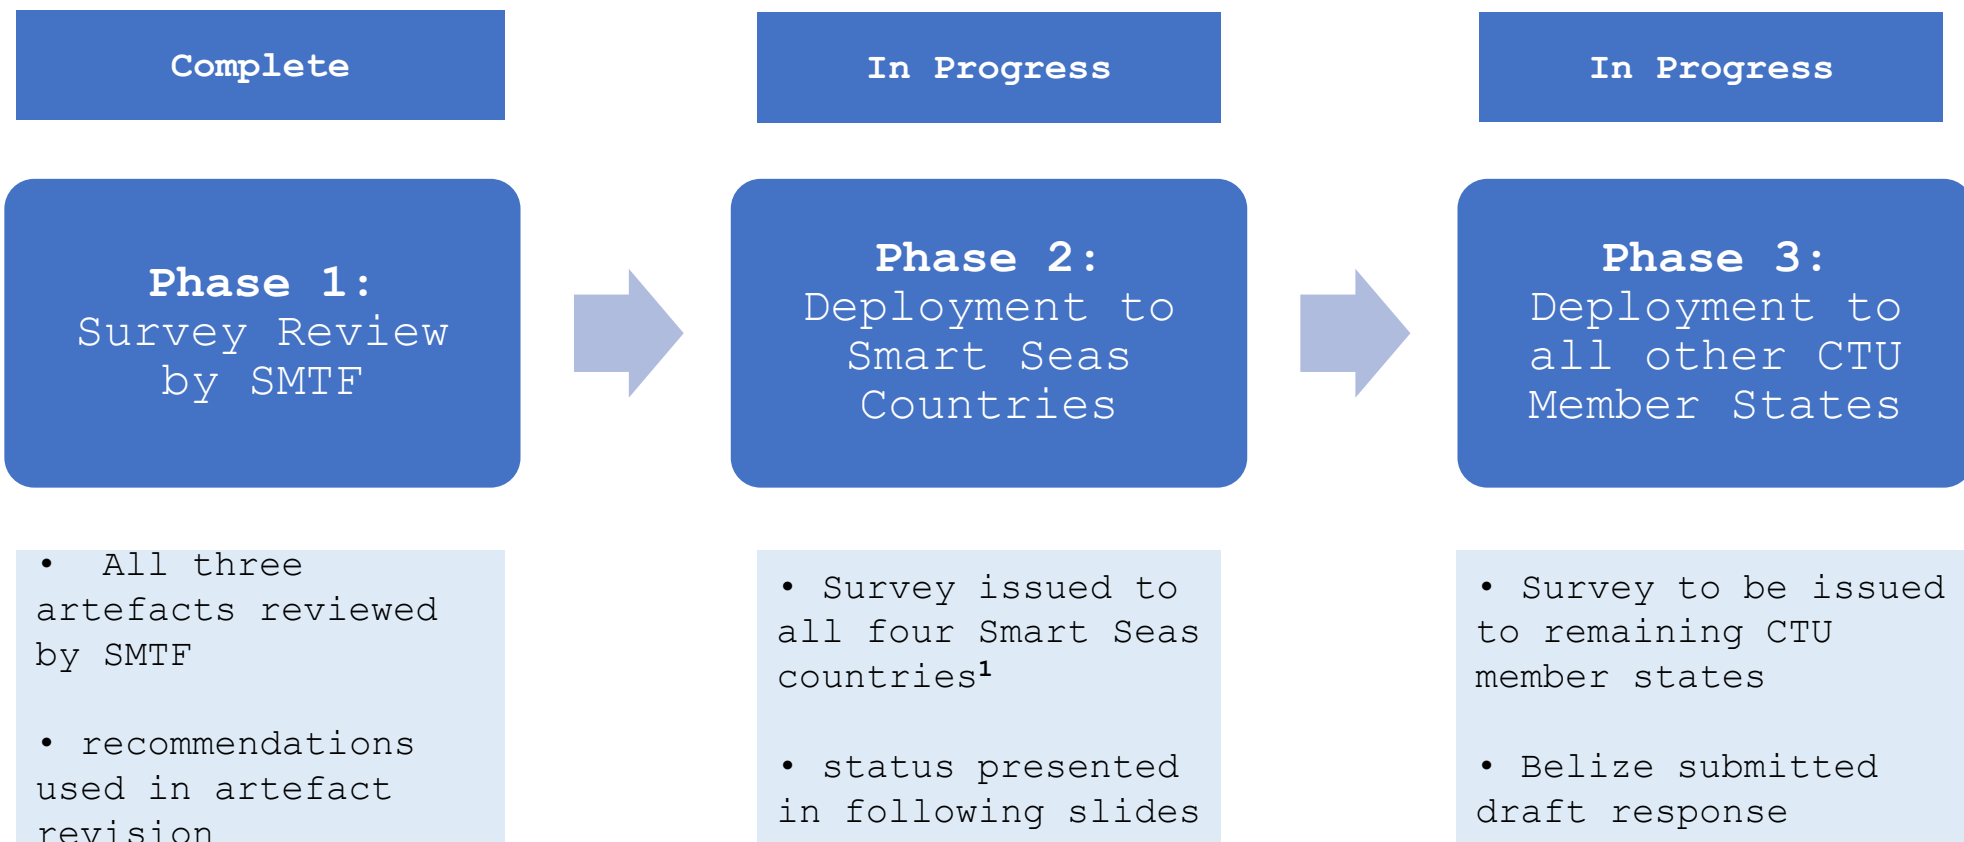 Complete
In Progress
In Progress
Phase 1:
Survey Review
by SMTF
Phase 2:
Deployment to
Smart Seas
Countries
Phase 3:
Deployment to
all other CTU
Member States
• All three
artefacts reviewed
by SMTF
• recommendations
used in artefact
revision
• Survey issued to
all four Smart Seas
countries¹
• status presented
in following slides
• Survey to be issued
to remaining CTU
member states
• Belize submitted
draft response